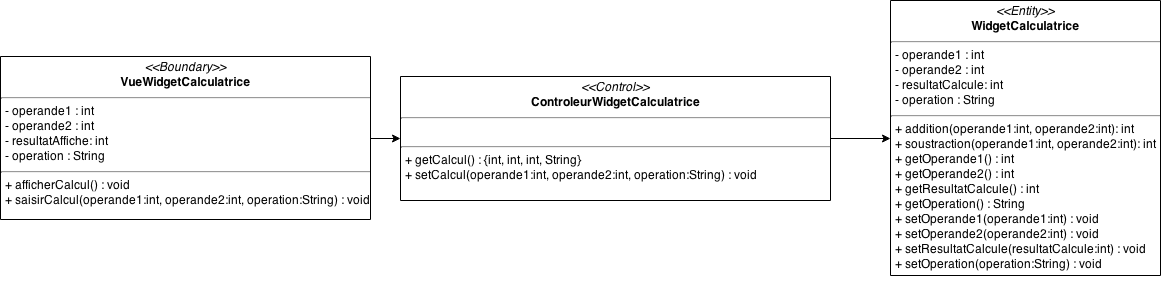 <<Boundary>>
VueWidgetCalculatrice
- operande1 : int
- operande2 : int
- resultatAffiche: int
- operation : String
+ afficherCalcul() : void
+ saisirCalcul(operande1:int, operande2:int, operation:String) : void
<<Control>>
ControleurWidgetCalculatrice
+ getCalcul() : {int, int, int, String}
+ setCalcul(operande1:int, operande2:int, operation:String) : void
<<Entity>>
WidgetCalculatrice
- operande1 : int
- operande2 : int
- resultatCalcule: int
- operation : String
+ addition(operande1:int, operande2:int): int
+ soustraction(operande1:int, operande2:int): int
+ getOperande1() : int
+ getOperande2() : int
+ getResultatCalcule() : int
+ getOperation() : String
+ setOperande1(operande1:int) : void
+ setOperande2(operande2:int) : void
+ setResultatCalcule(resultatCalcule:int) : void
+ setOperation(operation:String) : void